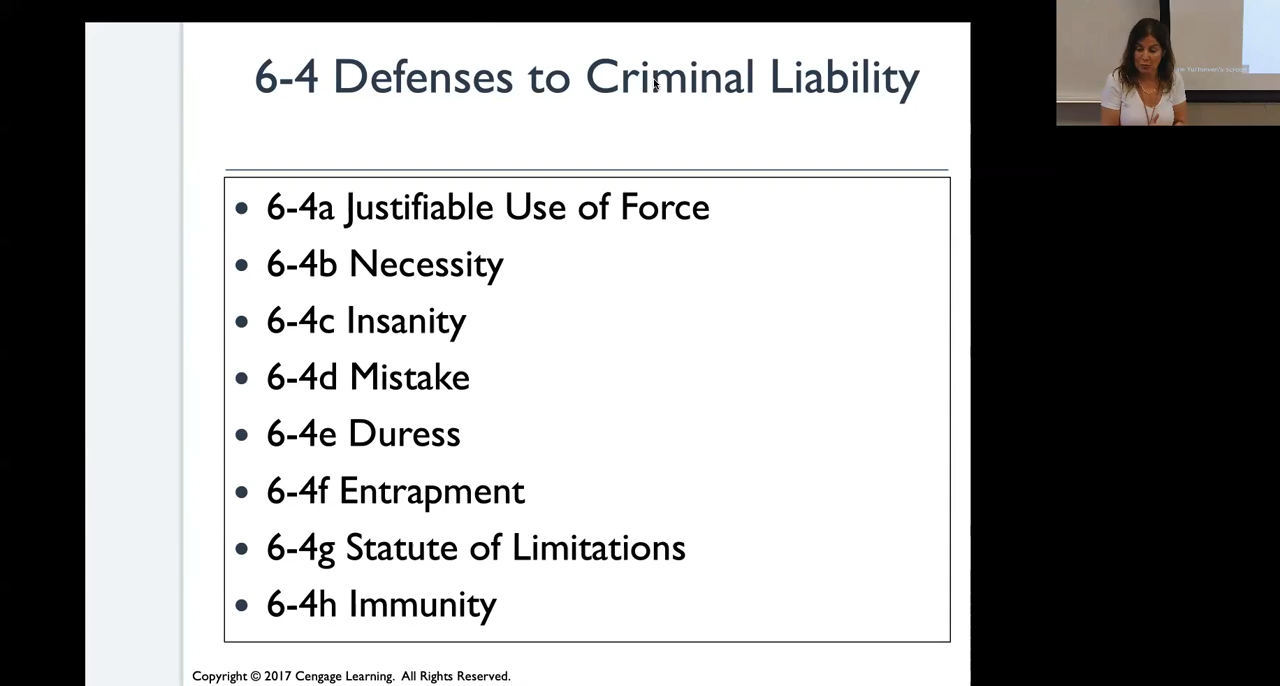 6-4 Defenses to Criminal Liability
• 6-4a Justifiable Use of Force
• 6-4b Necessity
• 6-4c Insanity
• 6-4d Mistake
• 6-4e Duress
• 6-4f Entrapment
• 6-4g Statute of Limitations
• 6-4h Immunity
Copyright © 2017 Cengage Learning. All Rights Reserved.
screen